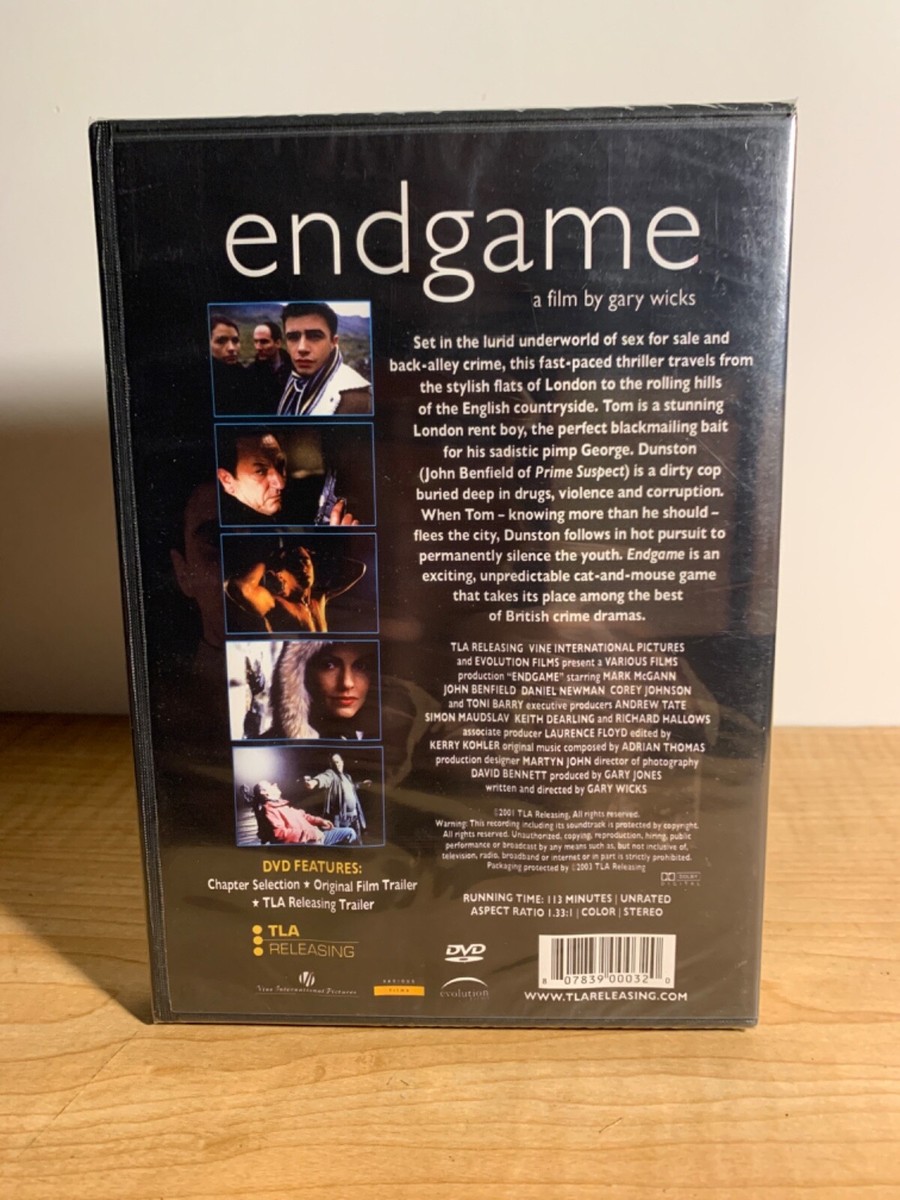 endgame
a film by gary wicks
Set in the lurid underworld of sex for sale and
back-alley crime, this fast-paced thriller travels from
the stylish flats of London to the rolling hills
of the English countryside. Tom is a stunning
London rent boy, the perfect blackmailing bait
for his sadistic pimp George. Dunston
(John Benfield of Prime Suspect) is a dirty cop
buried deep in drugs, violence and corruption.
When Tom – knowing more than he should –
flees the city, Dunston follows in hot pursuit to
permanently silence the youth. Endgame is an
exciting, unpredictable cat-and-mouse game
that takes its place among the best
of British crime dramas.
TLA RELEASING VINE INTERNATIONAL PICTURES
and EVOLUTION FILMS present a VARIOUS FILMS
production "ENDGAME" starring MARK McGANN
JOHN BENFIELD DANIEL NEWMAN COREY JOHNSON
and TONI BARRY executive producers ANDREW TATE
SIMON MAUDSLAV KEITH DEARLING and RICHARD HALLOWS
associate producer LAURENCE FLOYD edited by
KERRY KOHLER original music composed by ADRIAN THOMAS
production designer MARTYN JOHN director of photography
DAVID BENNETT produced by GARY JONES
written and directed by GARY WICKS
©2001 TLA Releasing, All rights reserved.
Warning: This recording including its soundtrack is protected by copyright.
All rights reserved. Unauthorized, copying, reproduction, hiring, public
performance or broadcast by any means such as, but not inclusive of,
television, radio, broadband or internet or in part is strictly prohibited.
Packaging protected by ©2003 TLA Releasing
DOLBY
DIGITAL
RUNNING TIME: 113 MINUTES | UNRATED
ASPECT RATIO 1.33:1 | COLOR | STEREO
DVD FEATURES:
Chapter Selection ★ Original Film Trailer
★ TLA Releasing Trailer
TLA
RELEASING
Vine International Pictures
VARIOUS
FILMS
DVD
evolution
8 07839 00032 0
WWW.TLARELEASING.COM